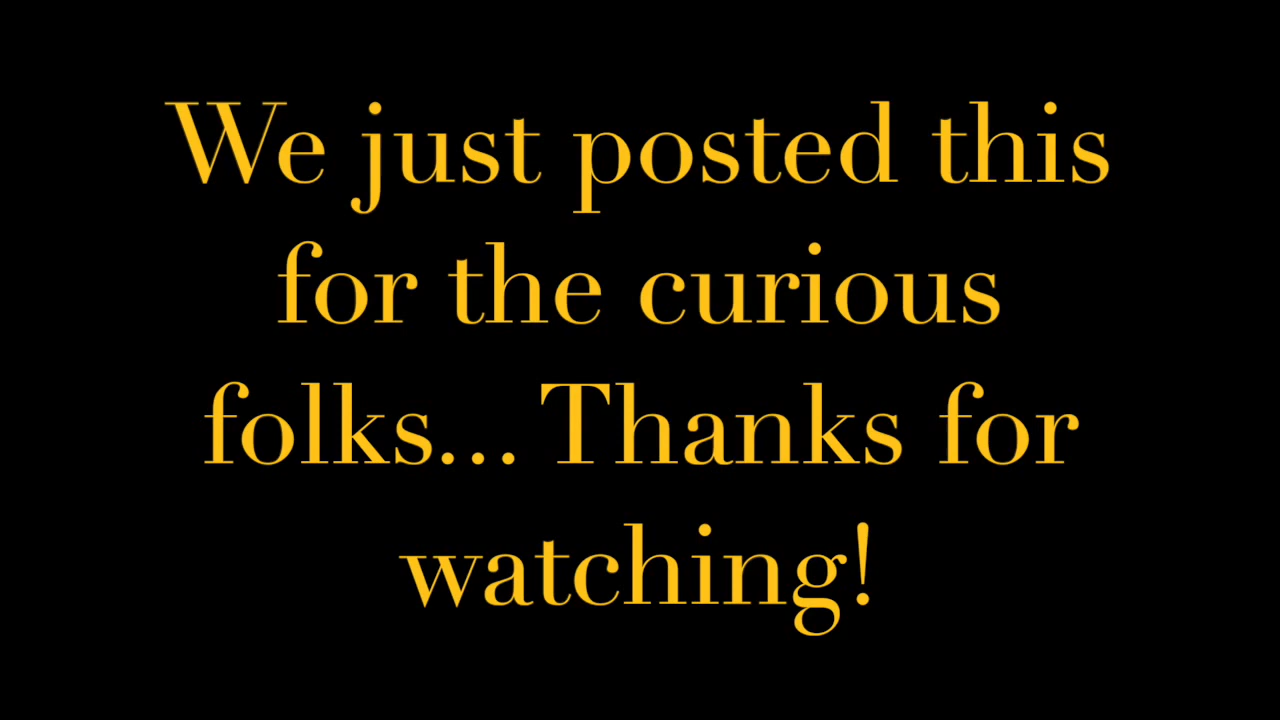 We just posted this
for the curious
folks... Thanks for
watching!